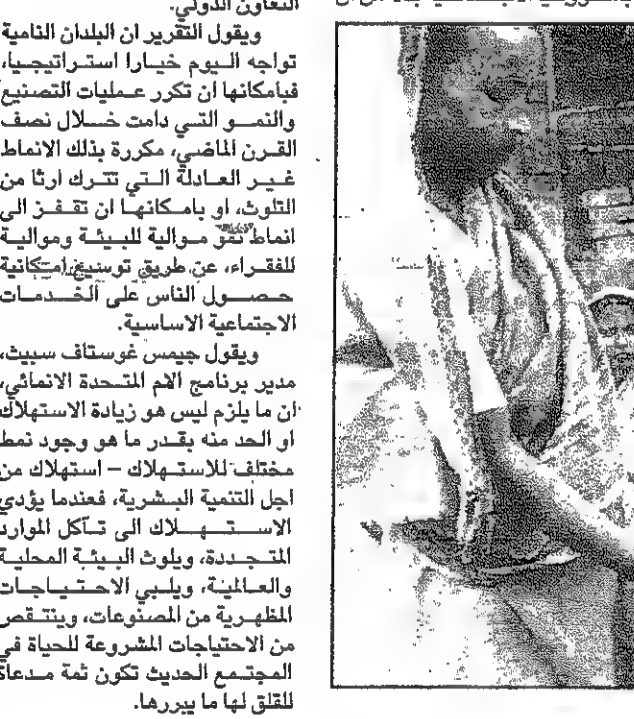 التعاون الدولي.
ويقول التقرير ان البلدان النامية
تواجه اليوم خيارا استراتيجيا،
فبامكانها ان تكرر عمليات التصنيع
والنمو التي دامت خلال نصف
القرن الماضي، مكررة بذلك الانماط
غير العادلة التي تترك ارثا من
التلوث، او بامكانها ان تقفز الى
انماط نمو موالية للبيئة وموالية
للفقراء، عن طريق توسيع امكانية
حصول الناس على الخدمات
الاجتماعية الاساسية.
ويقول جيمس غوستاف سبيث،
مدير برنامج الامم المتحدة الانمائي،
ان ما يلزم ليس هو زيادة الاستهلاك
او الحد منه بقدر ما هو وجود نمط
مختلف للاستهلاك – استهلاك من
اجل التنمية البشرية، فعندما يؤدي
الاستهلاك الى تآكل الموارد
المتجددة، ويلوث البيئة المحلية
والعالمية، ويلبي الاحتياجات
المظهرية من المصنوعات، وينتقص
من الاحتياجات المشروعة للحياة في
المجتمع الحديث تكون ثمة مدعاة
للقلق لها ما يبررها.